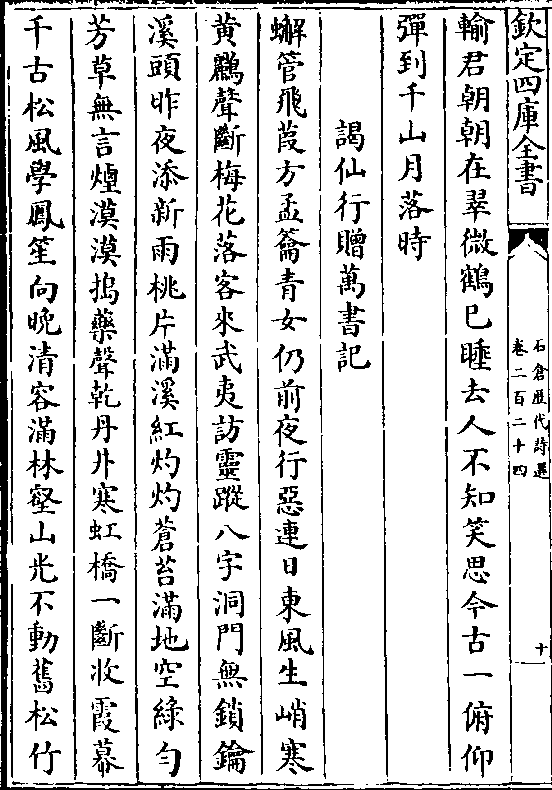 欽定四庫全書
石倉歷代詩選
卷二百二十四
十
輸君朝朝在翠微鶴已睡去人不知笑思今古一俯仰
彈到千山月落時
謁仙行贈萬書記
蠏管飛葭方孟籥青女仍前夜行惡連日東風生峭寒
黃鸝聲斷梅花落客來武夷訪靈蹤八字洞門無鎖鑰
溪頭昨夜添新雨桃片滿溪紅灼灼蒼苔滿地空綠勻
芳草無言煙漠漠搗藥聲乾丹井寒虹橋一斷收霞幕
千古松風學鳳笙向晚清容滿林壑山光不動舊松竹